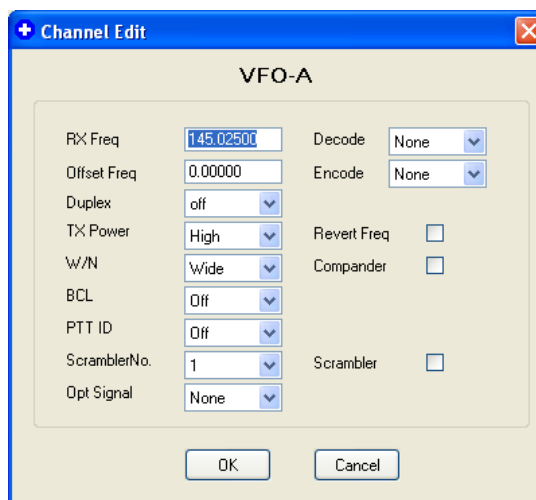 Channel Edit
VFO-A
RX Freq 145.02500 Decode None
Offset Freq 0.00000 Encode None
Duplex off
TX Power High Revert Freq
W/N Wide Compander
BCL Off
PTT ID Off
ScramblerNo. 1 Scrambler
Opt Signal None
OK Cancel